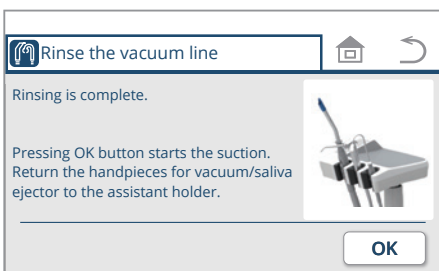 Rinse the vacuum line
Rinsing is complete.
Pressing OK button starts the suction.
Return the handpieces for vacuum/saliva
ejector to the assistant holder.
OK